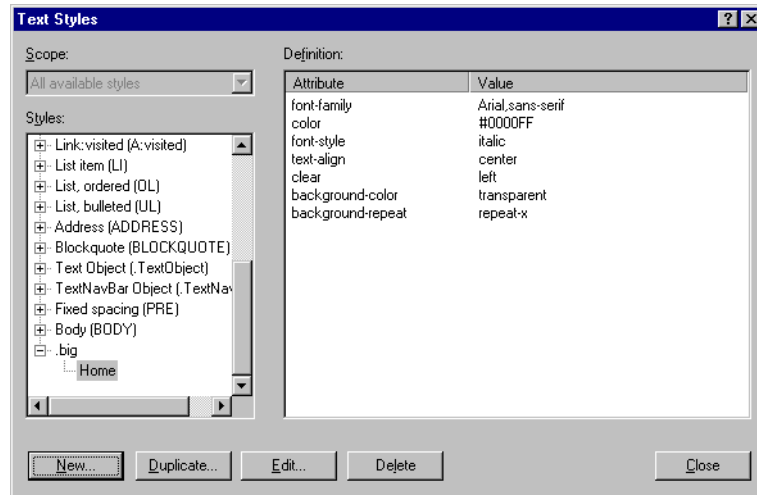 Text Styles
Scope:
All available styles
Styles:
Link:visited (A:visited)
List item (LI)
List, ordered (OL)
List, bulleted (UL)
Address (ADDRESS)
Blockquote (BLOCKQUOTE)
Text Object (.TextObject)
TextNavBar Object (.TextNav
Fixed spacing (PRE)
Body (BODY)
.big
Home
Definition:
Attribute Value
font-family Arial,sans-serif
color #0000FF
font-style italic
text-align center
clear left
background-color transparent
background-repeat repeat-x
New... Duplicate... Edit... Delete Close